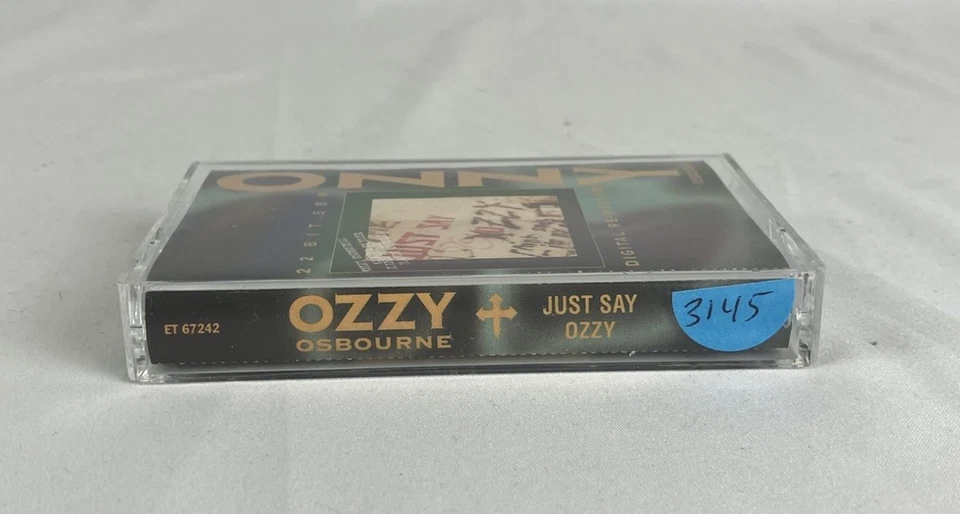 OZZY
22 BIT SB
JUST SAY
OZZY
DIGITAL RE
ET 67242
OZZY
OSBOURNE
JUST SAY
OZZY
3145